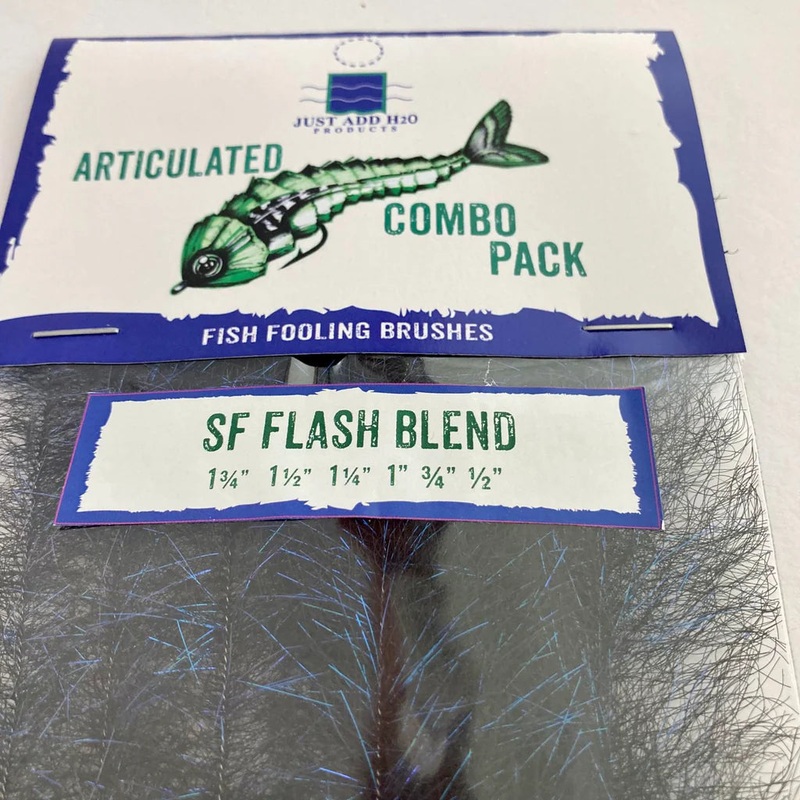 JUST ADD H2O
PRODUCTS
ARTICULATED
COMBO
PACK
FISH FOOLING BRUSHES
SF FLASH BLEND
1¾” 1½” 1¼” 1” ¾” ½”